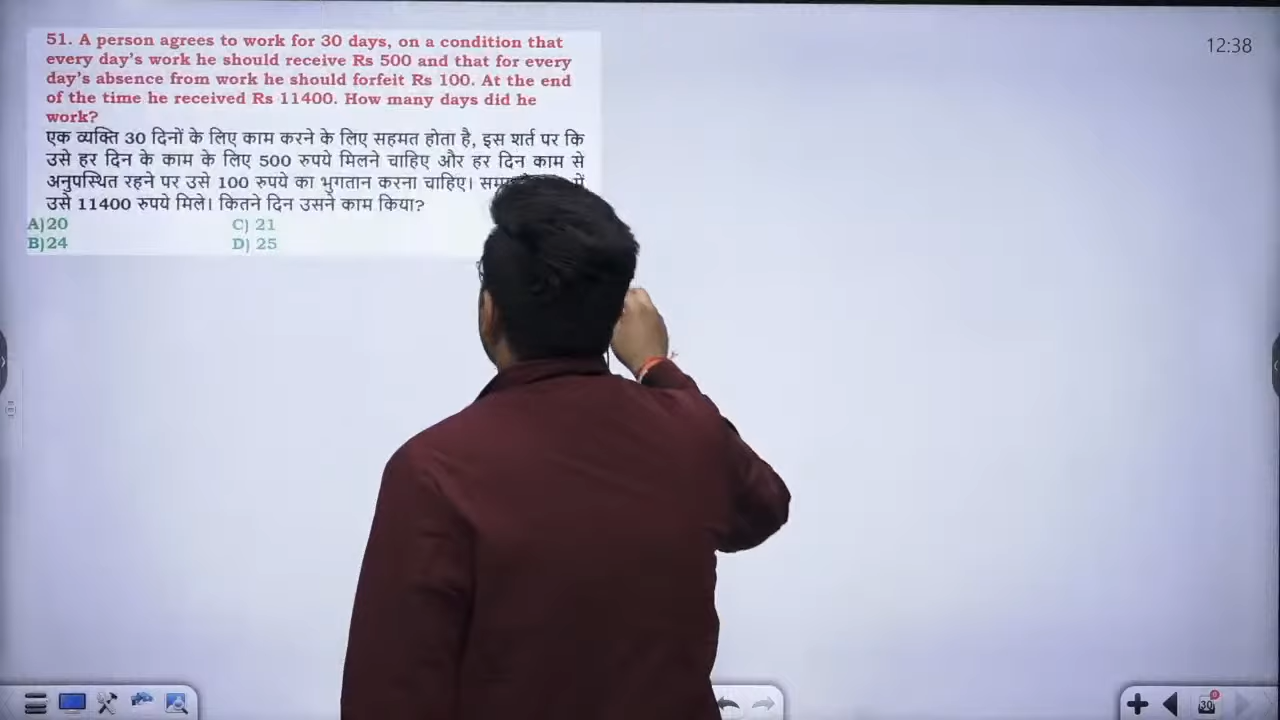 12:38
51. A person agrees to work for 30 days, on a condition that
every day's work he should receive Rs 500 and that for every
day's absence from work he should forfeit Rs 100. At the end
of the time he received Rs 11400. How many days did he
work?
एक व्यक्ति 30 दिनों के लिए काम करने के लिए सहमत होता है, इस शर्त पर कि
उसे हर दिन के काम के लिए 500 रुपये मिलने चाहिए और हर दिन काम से
अनुपस्थित रहने पर उसे 100 रुपये का भुगतान करना चाहिए।
उसे 11400 रुपये मिले। कितने दिन उसने काम किया?
A)20 C) 21
B)24 D) 25
30